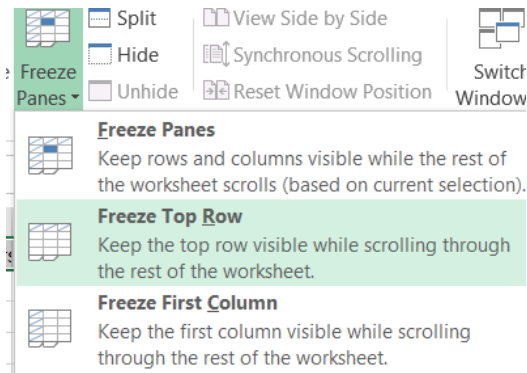 Split
View Side by Side
Hide
Synchronous Scrolling
Freeze
Panes
Unhide
Reset Window Position
Switch
Window
Freeze Panes
Keep rows and columns visible while the rest of
the worksheet scrolls (based on current selection).
Freeze Top Row
Keep the top row visible while scrolling through
the rest of the worksheet.
Freeze First Column
Keep the first column visible while scrolling
through the rest of the worksheet.